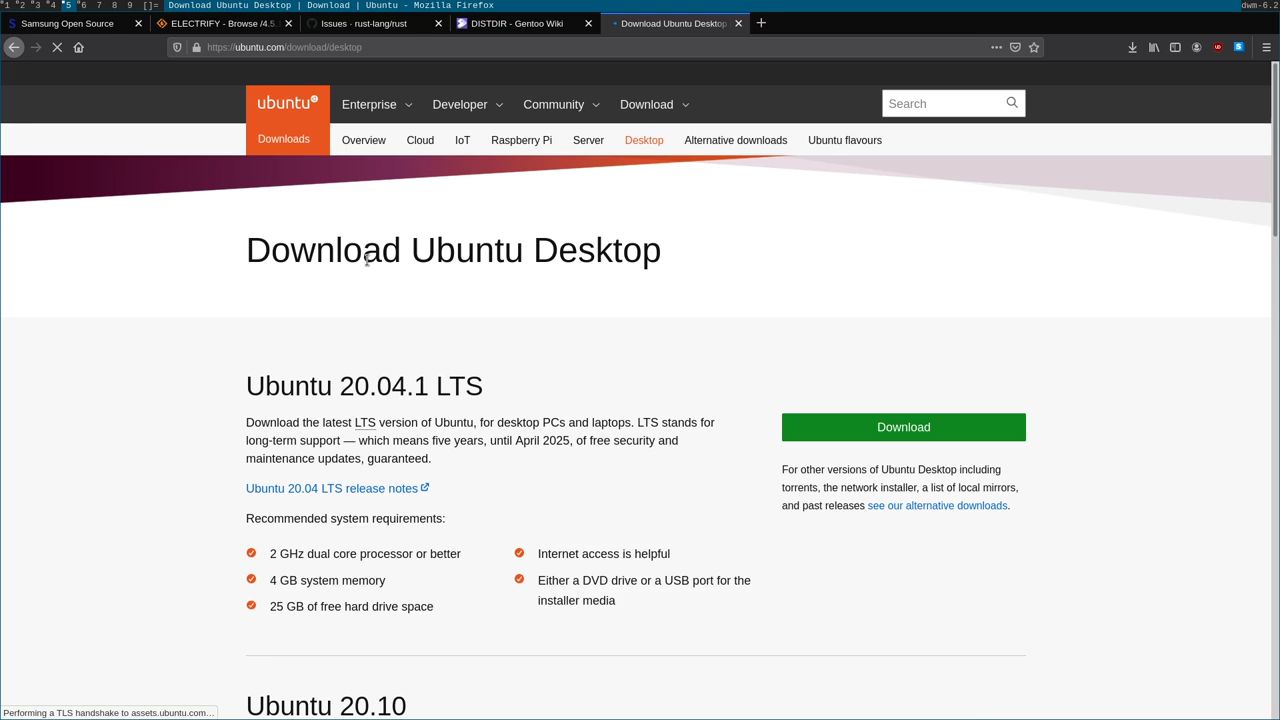 1 2 3 4 5 6 7 8 9 []= Download Ubuntu Desktop | Download | Ubuntu - Mozilla Firefox dwm-6.2
Samsung Open Source ELECTRIFY - Browse /4.5. Issues · rust-lang/rust DISTDIR - Gentoo Wiki Download Ubuntu Desktop
https://ubuntu.com/download/desktop
ubuntu Enterprise Developer Community Download Search
Downloads Overview Cloud IoT Raspberry Pi Server Desktop Alternative downloads Ubuntu flavours
Download Ubuntu Desktop
Ubuntu 20.04.1 LTS
Download the latest LTS version of Ubuntu, for desktop PCs and laptops. LTS stands for
long-term support — which means five years, until April 2025, of free security and
maintenance updates, guaranteed.
Ubuntu 20.04 LTS release notes
Recommended system requirements:
2 GHz dual core processor or better
4 GB system memory
25 GB of free hard drive space
Internet access is helpful
Either a DVD drive or a USB port for the
installer media
Download
For other versions of Ubuntu Desktop including
torrents, the network installer, a list of local mirrors,
and past releases see our alternative downloads.
Ubuntu 20.10
Performing a TLS handshake to assets.ubuntu.com…